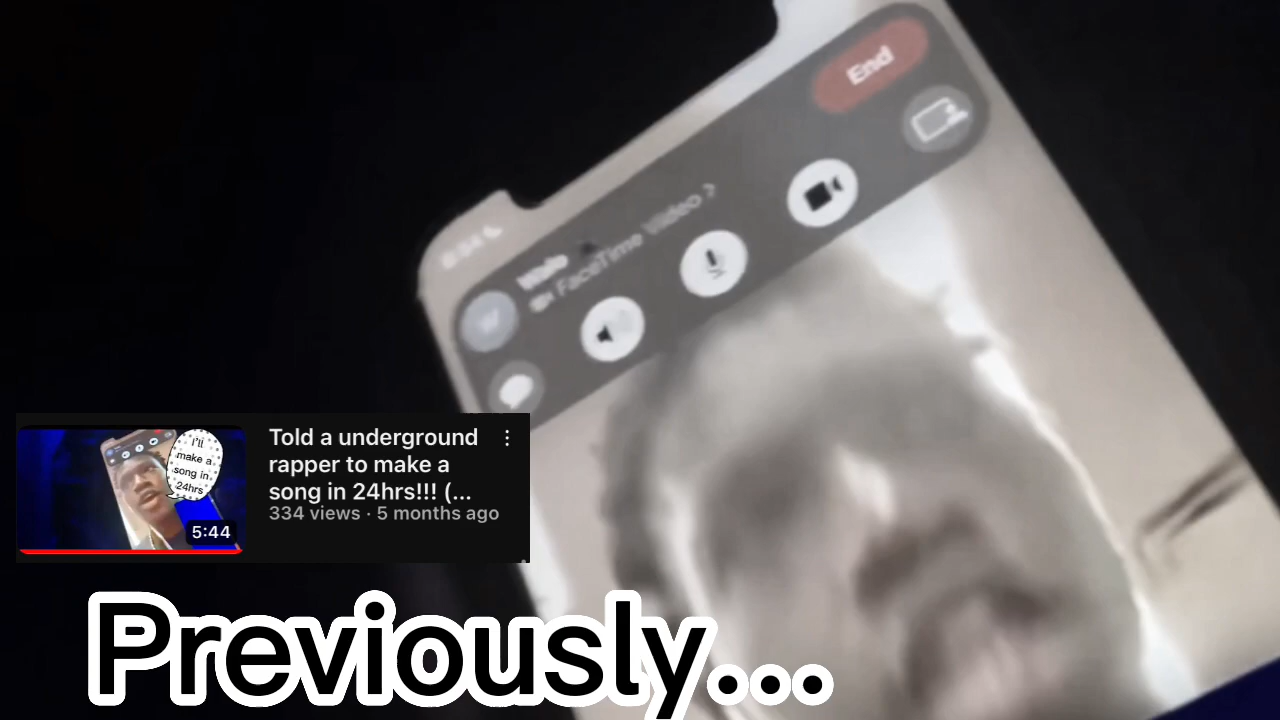 End
FaceTime Video >
I'll
make a
song in
24hrs
5:44
Told a underground
rapper to make a
song in 24hrs!!! (...
334 views · 5 months ago
Previously...